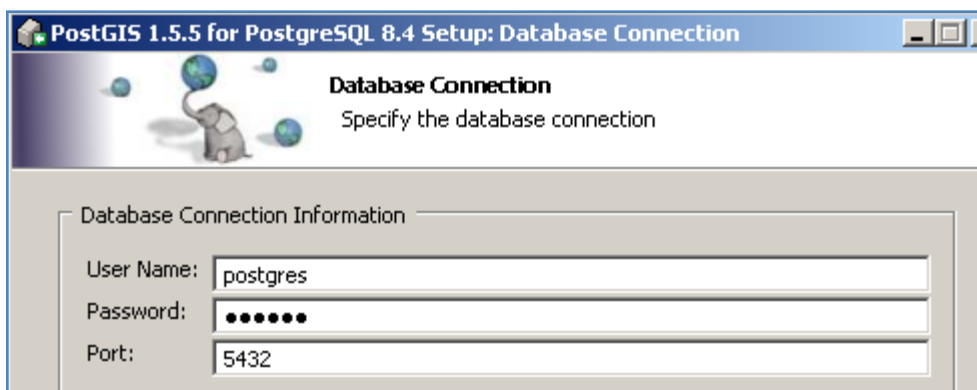 PostGIS 1.5.5 for PostgreSQL 8.4 Setup: Database Connection
Database Connection
Specify the database connection
Database Connection Information
User Name: postgres
Password: ●●●●●●
Port: 5432